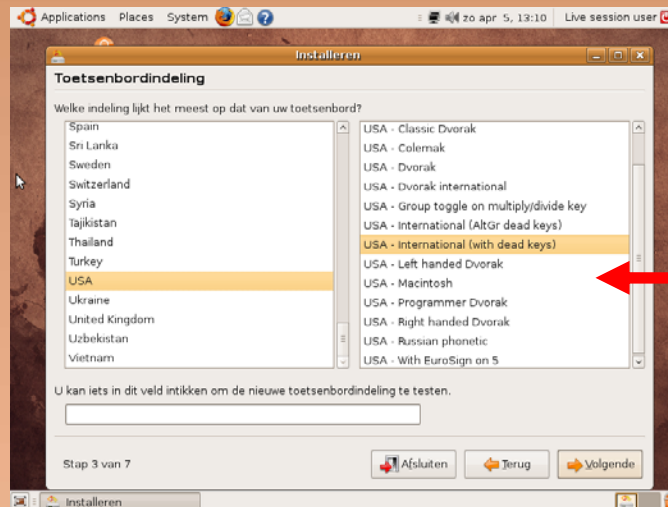 Applications Places System zo apr 5, 13:10 Live session user
Installeren
Toetsenbordindeling
Welke indeling lijkt het meest op dat van uw toetsenbord?
Spain
Sri Lanka
Sweden
Switzerland
Syria
Tajikistan
Thailand
Turkey
USA
Ukraine
United Kingdom
Uzbekistan
Vietnam
USA - Classic Dvorak
USA - Colemak
USA - Dvorak
USA - Dvorak international
USA - Group toggle on multiply/divide key
USA - International (AltGr dead keys)
USA - International (with dead keys)
USA - Left handed Dvorak
USA - Macintosh
USA - Programmer Dvorak
USA - Right handed Dvorak
USA - Russian phonetic
USA - With EuroSign on 5
U kan iets in dit veld intikken om de nieuwe toetsenbordindeling te testen.
Stap 3 van 7 Afsluiten Terug Volgende
Installeren